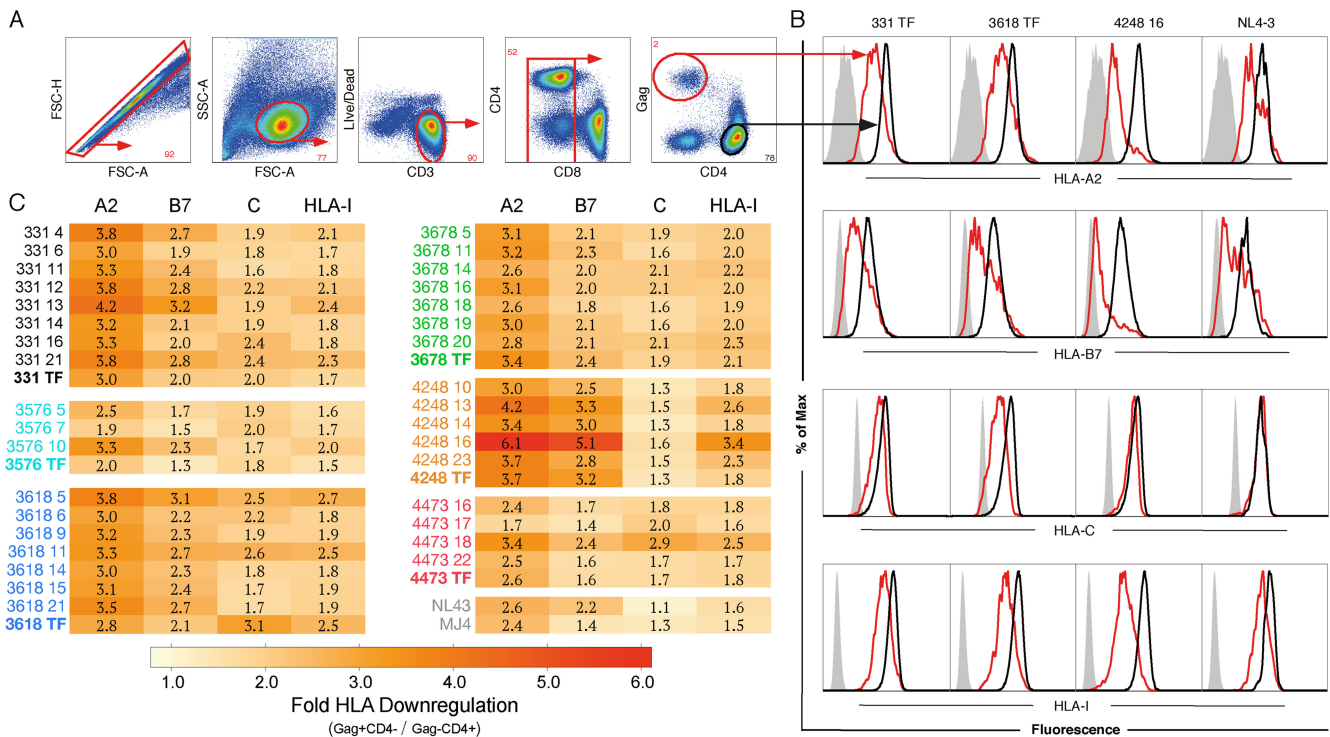 A
FSC-H
FSC-A
92
SSC-A
FSC-A
77
LIve/Dead
CD3
90
CD4
CD8
52
Gag
CD4
2
78
B
331 TF 3618 TF 4248 16 NL4-3
HLA-A2
HLA-B7
HLA-C
HLA-I
% of Max
Fluorescence
C
A2 B7 C HLA-I
331 4 3.8 2.7 1.9 2.1
331 6 3.0 1.9 1.8 1.7
331 11 3.3 2.4 1.6 1.8
331 12 3.8 2.8 2.2 2.1
331 13 4.2 3.2 1.9 2.4
331 14 3.2 2.1 1.9 1.8
331 16 3.3 2.0 2.4 1.8
331 21 3.8 2.8 2.4 2.3
331 TF 3.0 2.0 2.0 1.7
3576 5 2.5 1.7 1.9 1.6
3576 7 1.9 1.5 2.0 1.7
3576 10 3.3 2.3 1.7 2.0
3576 TF 2.0 1.3 1.8 1.5
3618 5 3.8 3.1 2.5 2.7
3618 6 3.0 2.2 2.2 1.8
3618 9 3.2 2.3 1.9 1.9
3618 11 3.3 2.7 2.6 2.5
3618 14 3.0 2.3 1.8 1.8
3618 15 3.1 2.4 1.7 1.9
3618 21 3.5 2.7 1.7 1.9
3618 TF 2.8 2.1 3.1 2.5
A2 B7 C HLA-I
3678 5 3.1 2.1 1.9 2.0
3678 11 3.2 2.3 1.6 2.0
3678 14 2.6 2.0 2.1 2.2
3678 16 3.1 2.0 2.1 2.0
3678 18 2.6 1.8 1.6 1.9
3678 19 3.0 2.1 1.6 2.0
3678 20 2.8 2.1 2.1 2.3
3678 TF 3.4 2.4 1.9 2.1
4248 10 3.0 2.5 1.3 1.8
4248 13 4.2 3.3 1.5 2.6
4248 14 3.4 3.0 1.3 1.8
4248 16 6.1 5.1 1.6 3.4
4248 23 3.7 2.8 1.5 2.3
4248 TF 3.7 3.2 1.3 1.8
4473 16 2.4 1.7 1.8 1.8
4473 17 1.7 1.4 2.0 1.6
4473 18 3.4 2.4 2.9 2.5
4473 22 2.5 1.6 1.7 1.7
4473 TF 2.6 1.6 1.7 1.8
NL43 2.6 2.2 1.1 1.6
MJ4 2.4 1.4 1.3 1.5
1.0 2.0 3.0 4.0 5.0 6.0
Fold HLA Downregulation
(Gag+CD4- / Gag-CD4+)